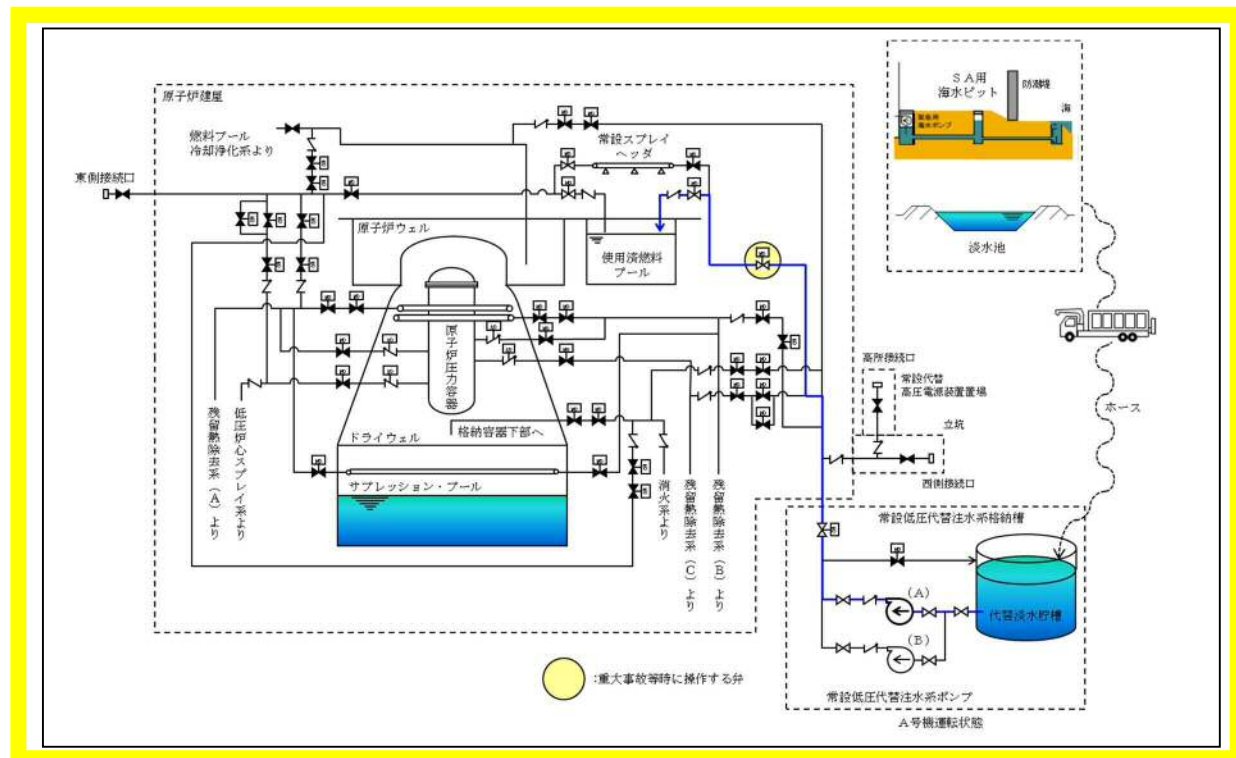 原子炉建屋
燃料プール
冷却浄化系より
東側接続口
常設スプレイ
ヘッダ
原子炉ウェル
使用済燃料
プール
原子炉圧力容器
ドライウェル
格納容器下部へ
サプレッション・プール
残留熱除去系(A)より
低圧炉心スプレイ系より
消火系より
残留熱除去系(C)より
残留熱除去系(B)より
SA用
海水ピット
防潮堤
海
緊急用
海水ポンプ
淡水池
ホース
高所接続口
常設代替
高圧電源装置置場
立坑
西側接続口
常設低圧代替注水系格納槽
(A)
代替淡水貯槽
(B)
常設低圧代替注水系ポンプ
A号機運転状態
:重大事故等時に操作する弁